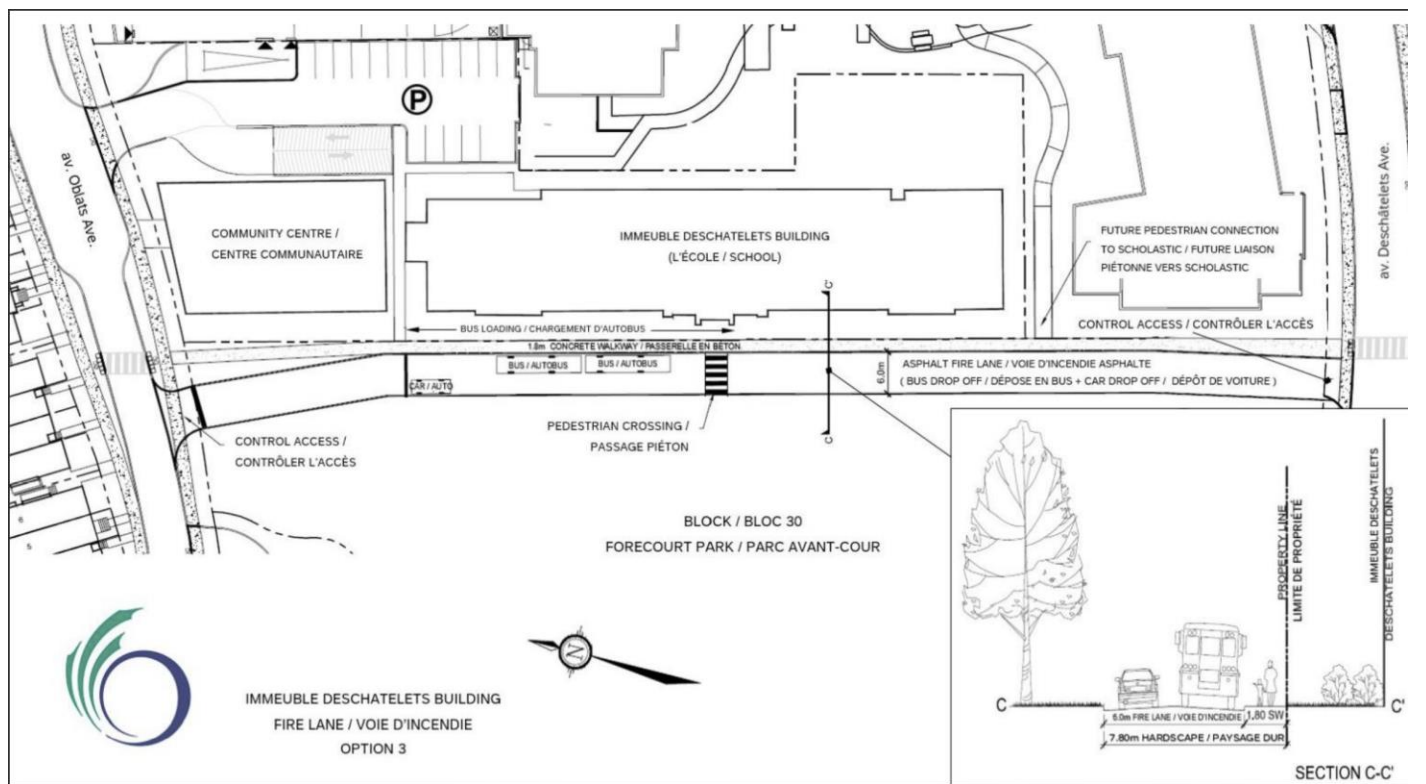 P
av. Oblats Ave.
av. Deschâtelets Ave.
COMMUNITY CENTRE /
CENTRE COMMUNAUTAIRE
IMMEUBLE DESCHATELETS BUILDING
(L'ÉCOLE / SCHOOL)
FUTURE PEDESTRIAN CONNECTION
TO SCHOLASTIC / FUTURE LIAISON
PIÉTONNE VERS SCHOLASTIC
C'
BUS LOADING / CHARGEMENT D'AUTOBUS
1.8m CONCRETE WALKWAY / PASSERELLE EN BÉTON
CONTROL ACCESS / CONTRÔLER L'ACCÈS
BUS / AUTOBUS
BUS / AUTOBUS
CAR / AUTO
6.0m
ASPHALT FIRE LANE / VOIE D'INCENDIE ASPHALTE
( BUS DROP OFF / DÉPOSE EN BUS + CAR DROP OFF / DÉPÔT DE VOITURE )
PEDESTRIAN CROSSING /
PASSAGE PIÉTON
C
CONTROL ACCESS /
CONTRÔLER L'ACCÈS
6
5
BLOCK / BLOC 30
FORECOURT PARK / PARC AVANT-COUR
N
IMMEUBLE DESCHATELETS BUILDING
FIRE LANE / VOIE D'INCENDIE
OPTION 3
PROPERTY LINE
LIMITE DE PROPRIÉTÉ
IMMEUBLE DESCHATELETS
DESCHATELETS BUILDING
C
C'
6.0m FIRE LANE / VOIE D'INCENDIE
1.80 SW
7.80m HARDSCAPE / PAYSAGE DUR
SECTION C-C'